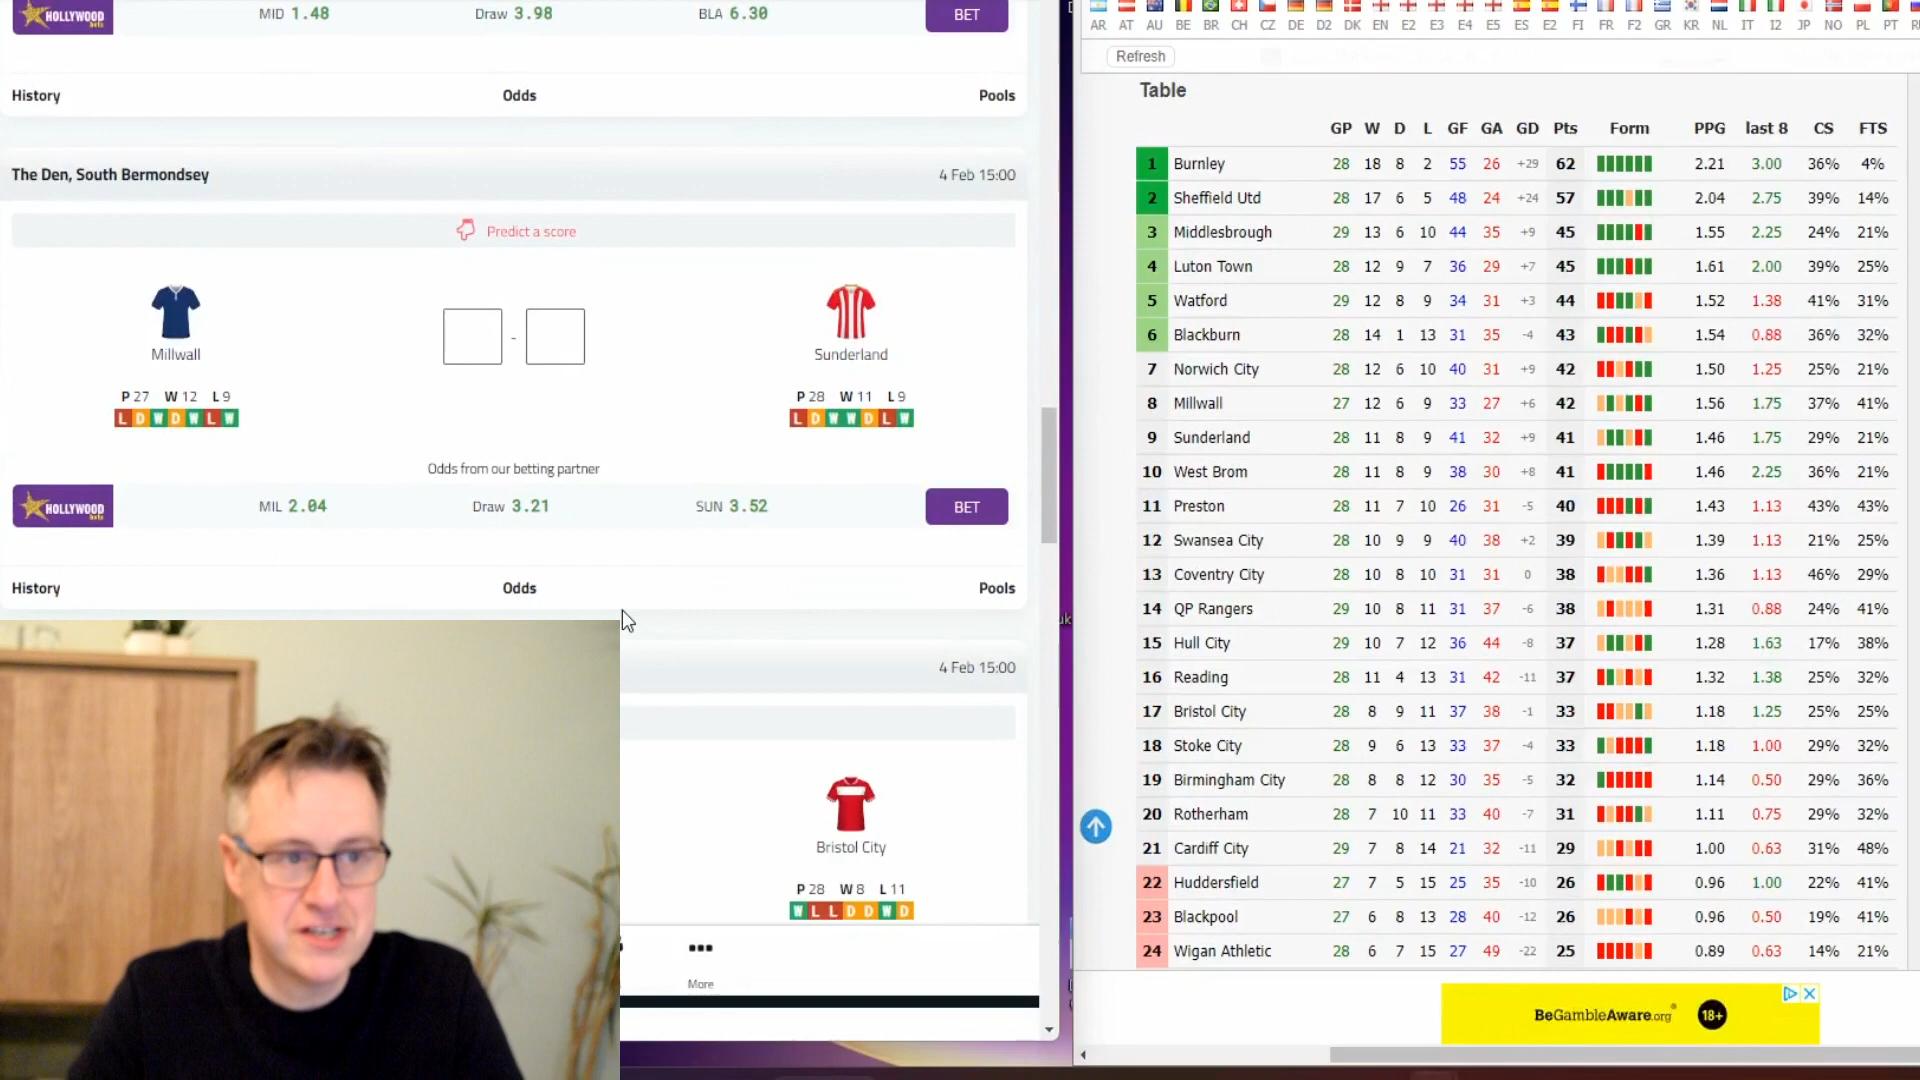 MID 1.48 Draw 3.98 BLA 6.30 BET
HOLLYWOOD bets
History Odds Pools
The Den, South Bermondsey 4 Feb 15:00
Predict a score
-
Millwall Sunderland
P 27 W 12 L 9 P 28 W 11 L 9
L D W D W L W L D W W D L W
Odds from our betting partner
HOLLYWOOD bets MIL 2.04 Draw 3.21 SUN 3.52 BET
History Odds Pools
4 Feb 15:00
Bristol City
P 28 W 8 L 11
W L L D D W D
More
AR AT AU BE BR CH CZ DE D2 DK EN E2 E3 E4 E5 ES E2 FI FR F2 GR KR NL IT I2 JP NO PL PT
Refresh
Table
GP W D L GF GA GD Pts Form PPG last 8 CS FTS
1 Burnley 28 18 8 2 55 26 +29 62 2.21 3.00 36% 4%
2 Sheffield Utd 28 17 6 5 48 24 +24 57 2.04 2.75 39% 14%
3 Middlesbrough 29 13 6 10 44 35 +9 45 1.55 2.25 24% 21%
4 Luton Town 28 12 9 7 36 29 +7 45 1.61 2.00 39% 25%
5 Watford 29 12 8 9 34 31 +3 44 1.52 1.38 41% 31%
6 Blackburn 28 14 1 13 31 35 -4 43 1.54 0.88 36% 32%
7 Norwich City 28 12 6 10 40 31 +9 42 1.50 1.25 25% 21%
8 Millwall 27 12 6 9 33 27 +6 42 1.56 1.75 37% 41%
9 Sunderland 28 11 8 9 41 32 +9 41 1.46 1.75 29% 21%
10 West Brom 28 11 8 9 38 30 +8 41 1.46 2.25 36% 21%
11 Preston 28 11 7 10 26 31 -5 40 1.43 1.13 43% 43%
12 Swansea City 28 10 9 9 40 38 +2 39 1.39 1.13 21% 25%
13 Coventry City 28 10 8 10 31 31 0 38 1.36 1.13 46% 29%
14 QP Rangers 29 10 8 11 31 37 -6 38 1.31 0.88 24% 41%
15 Hull City 29 10 7 12 36 44 -8 37 1.28 1.63 17% 38%
16 Reading 28 11 4 13 31 42 -11 37 1.32 1.38 25% 32%
17 Bristol City 28 8 9 11 37 38 -1 33 1.18 1.25 25% 25%
18 Stoke City 28 9 6 13 33 37 -4 33 1.18 1.00 29% 32%
19 Birmingham City 28 8 8 12 30 35 -5 32 1.14 0.50 29% 36%
20 Rotherham 28 7 10 11 33 40 -7 31 1.11 0.75 29% 32%
21 Cardiff City 29 7 8 14 21 32 -11 29 1.00 0.63 31% 48%
22 Huddersfield 27 7 5 15 25 35 -10 26 0.96 1.00 22% 41%
23 Blackpool 27 6 8 13 28 40 -12 26 0.96 0.50 19% 41%
24 Wigan Athletic 28 6 7 15 27 49 -22 25 0.89 0.63 14% 21%
BeGambleAware.org® 18+